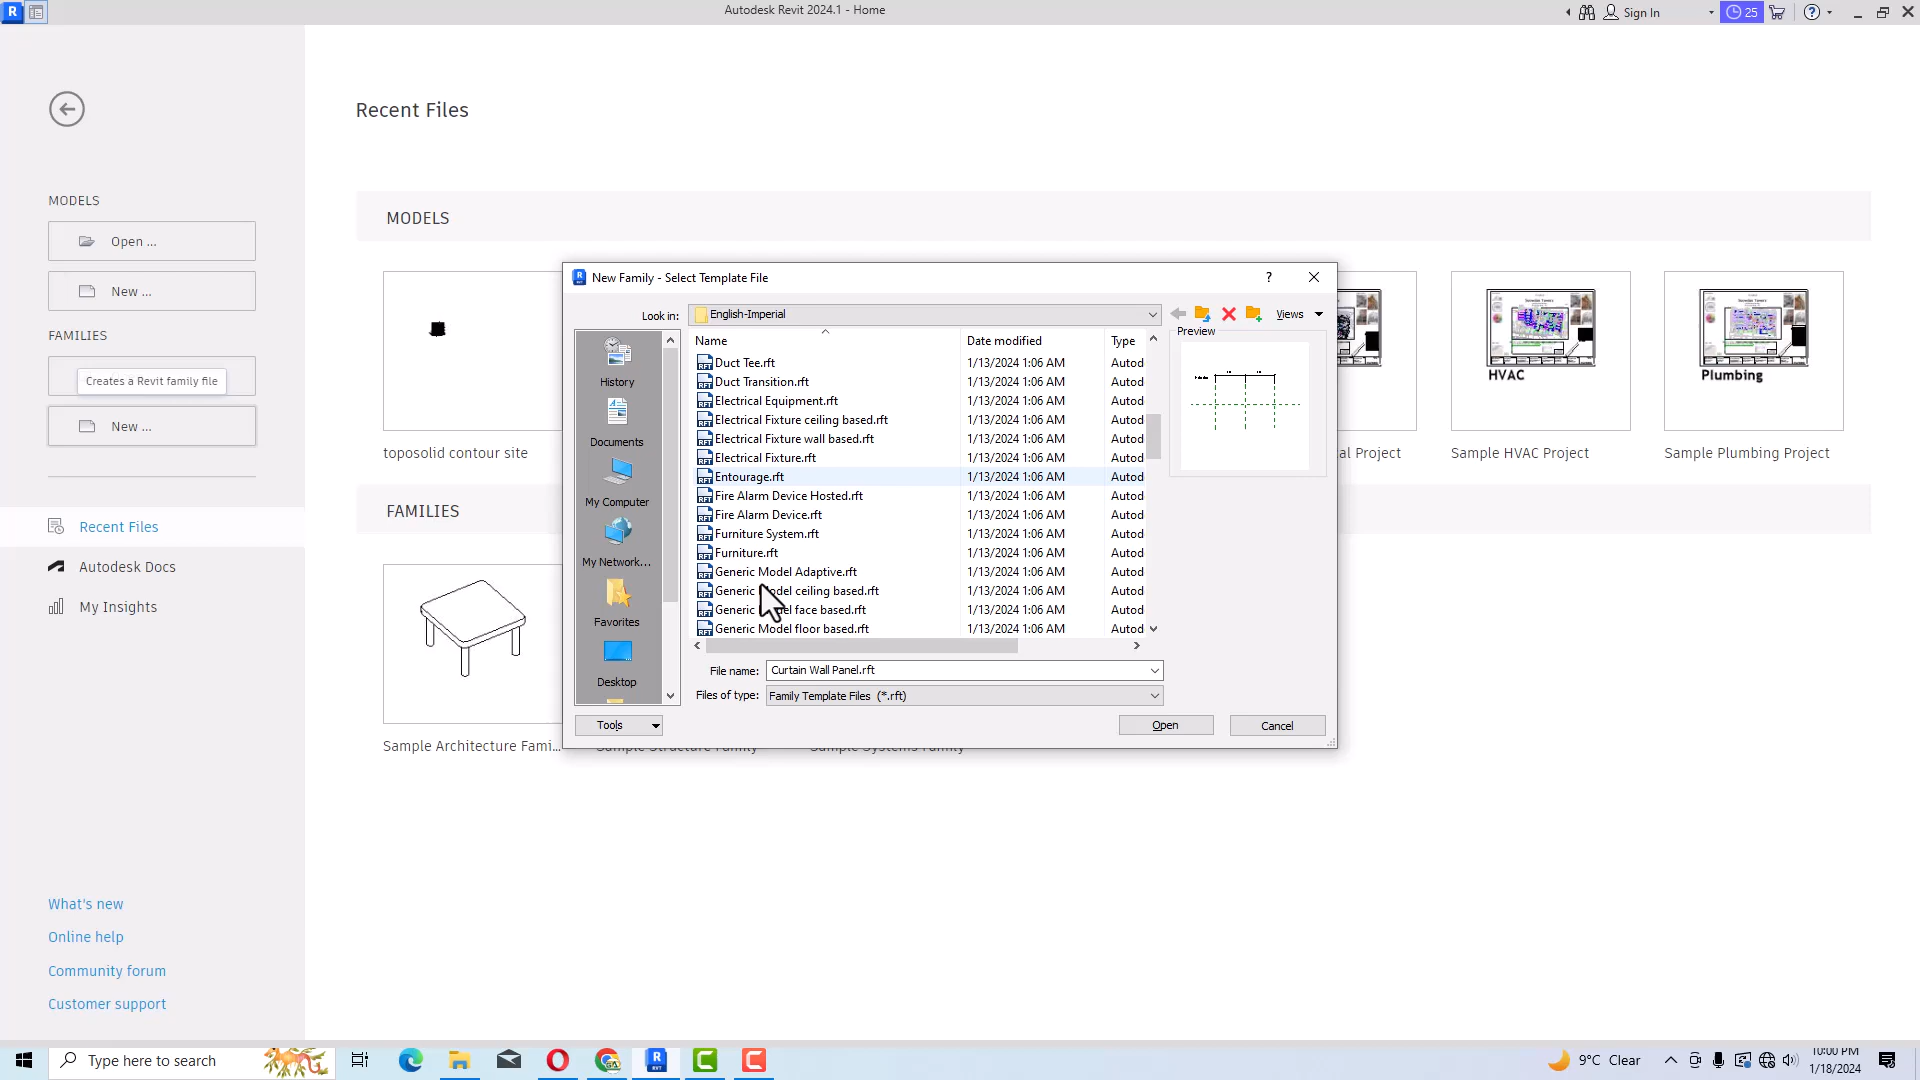 R
Autodesk Revit 2024.1 - Home
Sign In
25
Recent Files
MODELS
Open ...
New ...
FAMILIES
Creates a Revit family file
New ...
Recent Files
Autodesk Docs
My Insights
What's new
Online help
Community forum
Customer support
MODELS
toposolid contour site
al Project
HVAC
Sample HVAC Project
Plumbing
Sample Plumbing Project
FAMILIES
Sample Architecture Fami...
Sample Structure Family
Sample Systems Family
New Family - Select Template File
Look in:
English-Imperial
Views
Preview
History
Documents
My Computer
My Network...
Favorites
Desktop
Name Date modified Type
Duct Tee.rft 1/13/2024 1:06 AM Autod
Duct Transition.rft 1/13/2024 1:06 AM Autod
Electrical Equipment.rft 1/13/2024 1:06 AM Autod
Electrical Fixture ceiling based.rft 1/13/2024 1:06 AM Autod
Electrical Fixture wall based.rft 1/13/2024 1:06 AM Autod
Electrical Fixture.rft 1/13/2024 1:06 AM Autod
Entourage.rft 1/13/2024 1:06 AM Autod
Fire Alarm Device Hosted.rft 1/13/2024 1:06 AM Autod
Fire Alarm Device.rft 1/13/2024 1:06 AM Autod
Furniture System.rft 1/13/2024 1:06 AM Autod
Furniture.rft 1/13/2024 1:06 AM Autod
Generic Model Adaptive.rft 1/13/2024 1:06 AM Autod
Generic Model ceiling based.rft 1/13/2024 1:06 AM Autod
Generic Model face based.rft 1/13/2024 1:06 AM Autod
Generic Model floor based.rft 1/13/2024 1:06 AM Autod
File name: Curtain Wall Panel.rft
Files of type: Family Template Files (*.rft)
Tools
Open
Cancel
Type here to search
9°C Clear
10:00 PM
1/18/2024